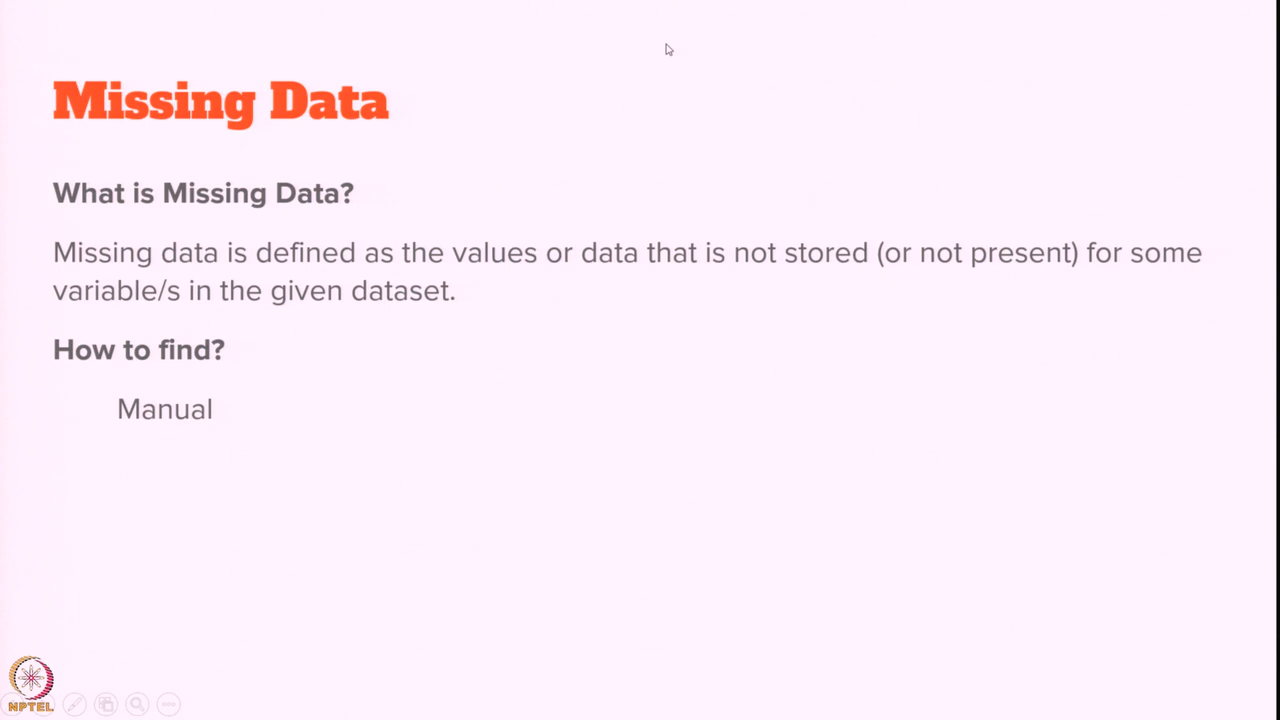 Missing Data
What is Missing Data?
Missing data is defined as the values or data that is not stored (or not present) for some
variable/s in the given dataset.
How to find?
Manual
NPTEL